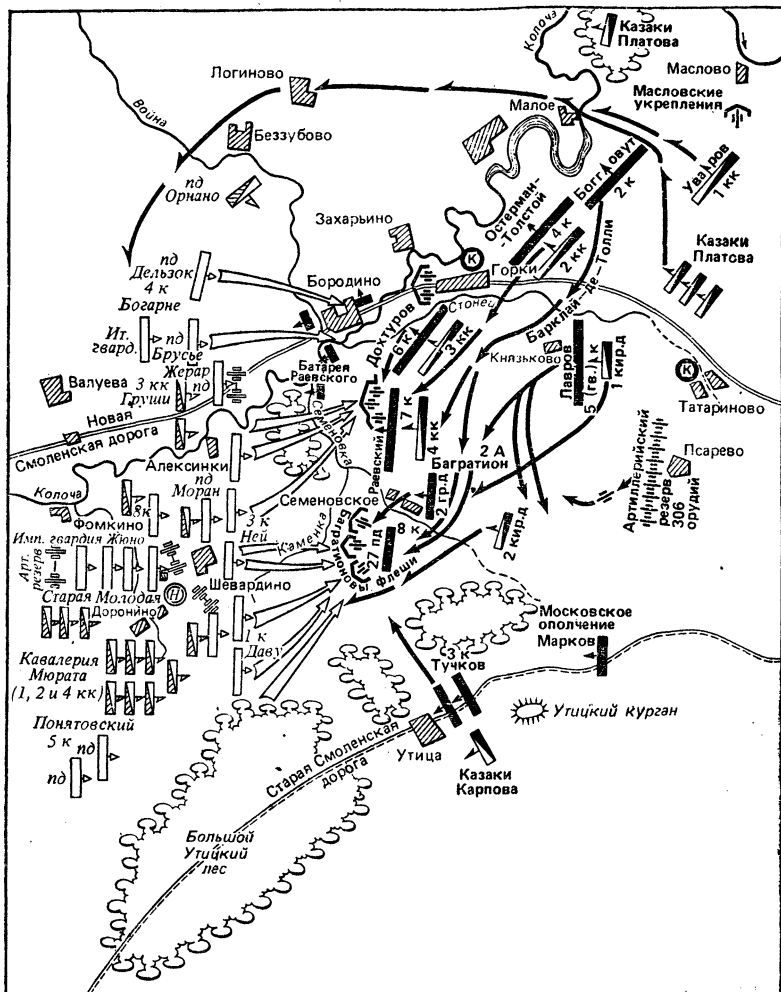 Казаки
Платова
Колоча
Маслово
Масловские
укрепления
Логиново
Малое
Война
Беззубово
Уваров
1 кк
Багговут
2 к
Остерман-
-Толстой
4 к
2 кк
пд
Орнано
Захарьино
К
Горки
Казаки
Платова
пд
Дельзон
4 к
Богарне
Бородино
Стонец
Барклай-де-Толли
Дохтуров
6 к
3 кк
Ит.
гвард.
пд
Брусье
Жерар
пд
3 кк
Груши
Батарея
Раевского
Князьково
Лавров
5 (гв.) к
1 кир.д
К
Татариново
Валуева
Новая
Смоленская дорога
Семеновка
Раевский
7 к
4 кк
2 А
Багратион
Псарево
Артиллерийский
резерв
306
орудий
Алексинки
пд
Моран
Колоча
Фомкино
8к
3 к
Ней
Семеновское
Каменка
2 гр.д
8 к
27 пд
Багратионовы флеши
2 кир.д
Имп. гвардия
Жюно
Арт.
резерв
Старая
Молодая
Н
Шевардино
Доронино
1 к
Даву
Московское
ополчение
Марков
Кавалерия
Мюрата
(1, 2 и 4 кк)
3 к
Тучков
Понятовский
5 к
пд
пд
Утицкий курган
Старая Смоленская
дорога
Утица
Казаки
Карпова
Большой
Утицкий
лес